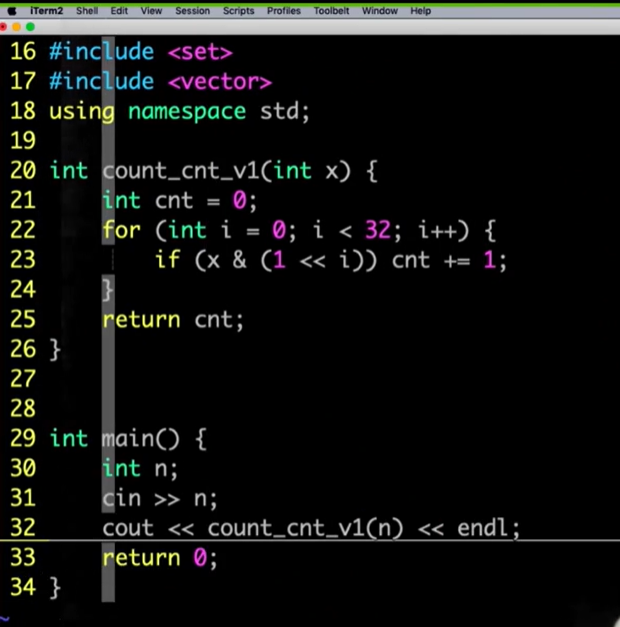 iTerm2 Shell Edit View Session Scripts Profiles Toolbelt Window Help
16 #include <set>
17 #include <vector>
18 using namespace std;
19
20 int count_cnt_v1(int x) {
21     int cnt = 0;
22     for (int i = 0; i < 32; i++) {
23         if (x & (1 << i)) cnt += 1;
24     }
25     return cnt;
26 }
27
28
29 int main() {
30     int n;
31     cin >> n;
32     cout << count_cnt_v1(n) << endl;
33     return 0;
34 }
~